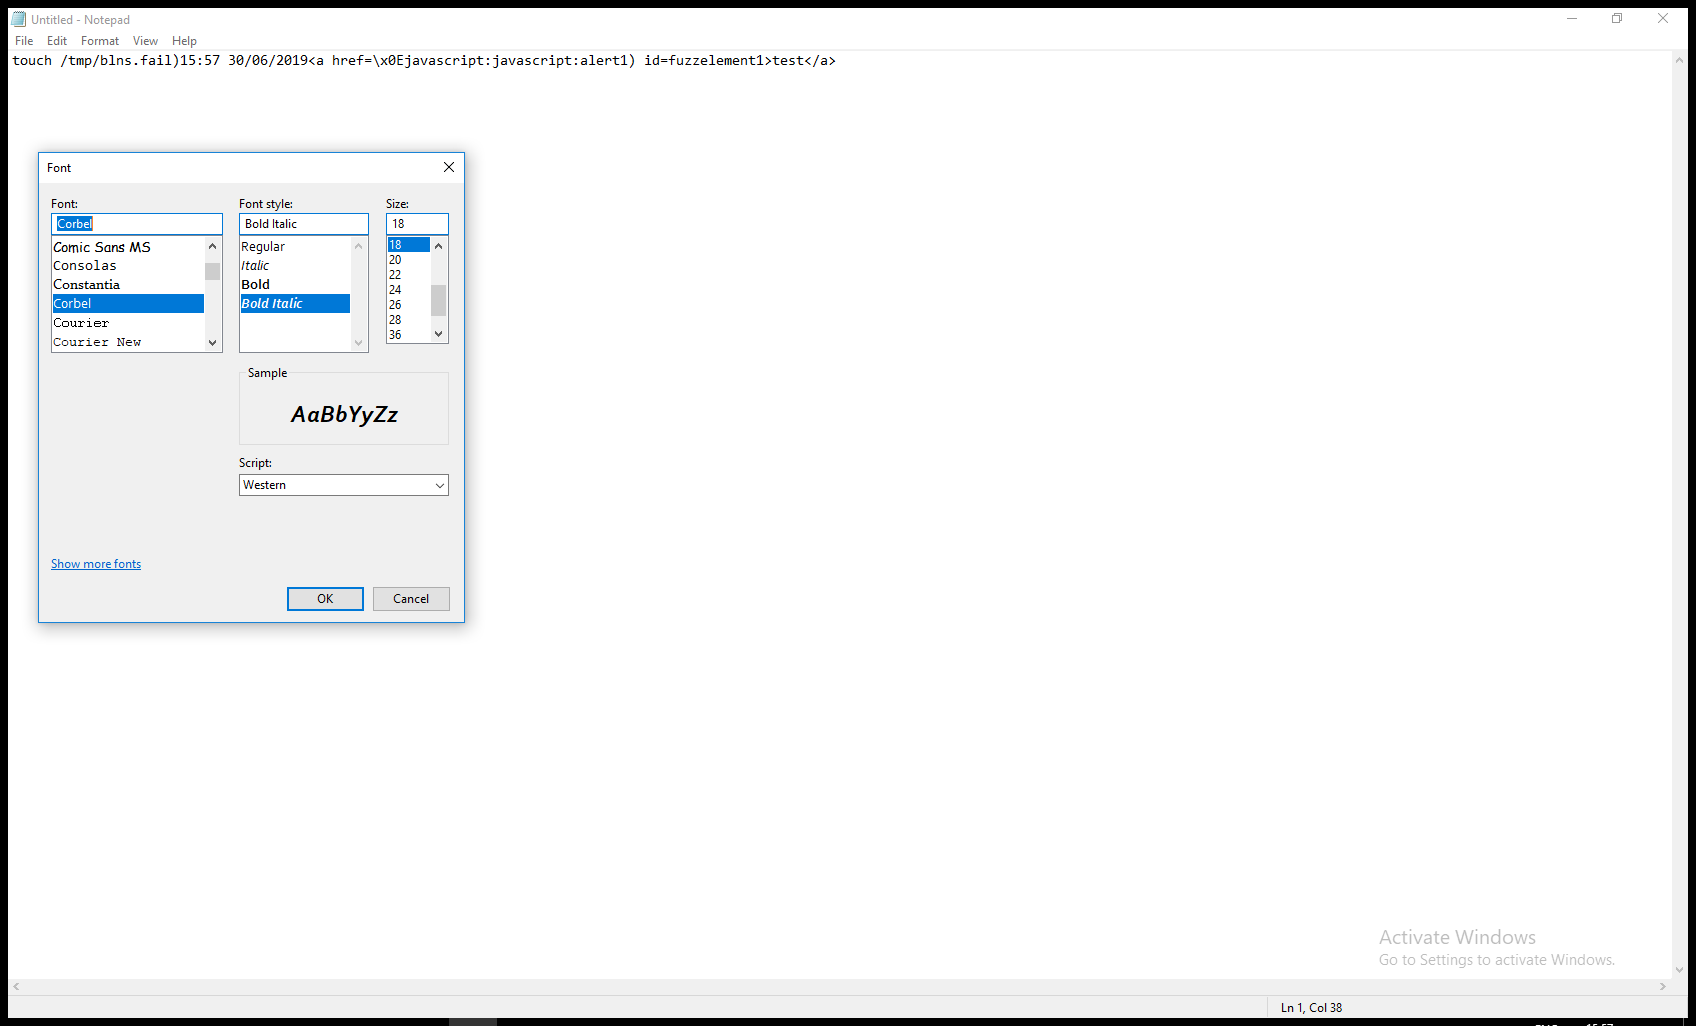 Untitled - Notepad
File Edit Format View Help
touch /tmp/blns.fail)15:57 30/06/2019<a href=\x0Ejavascript:javascript:alert1) id=fuzzelement1>test</a>
Font
Font: Font style: Size:
Corbel Bold Italic 18
Comic Sans MS
Consolas
Constantia
Corbel
Courier
Courier New
Regular
Italic
Bold
Bold Italic
18
20
22
24
26
28
36
Sample
AaBbYyZz
Script:
Western
Show more fonts
OK Cancel
Activate Windows
Go to Settings to activate Windows.
Ln 1, Col 38